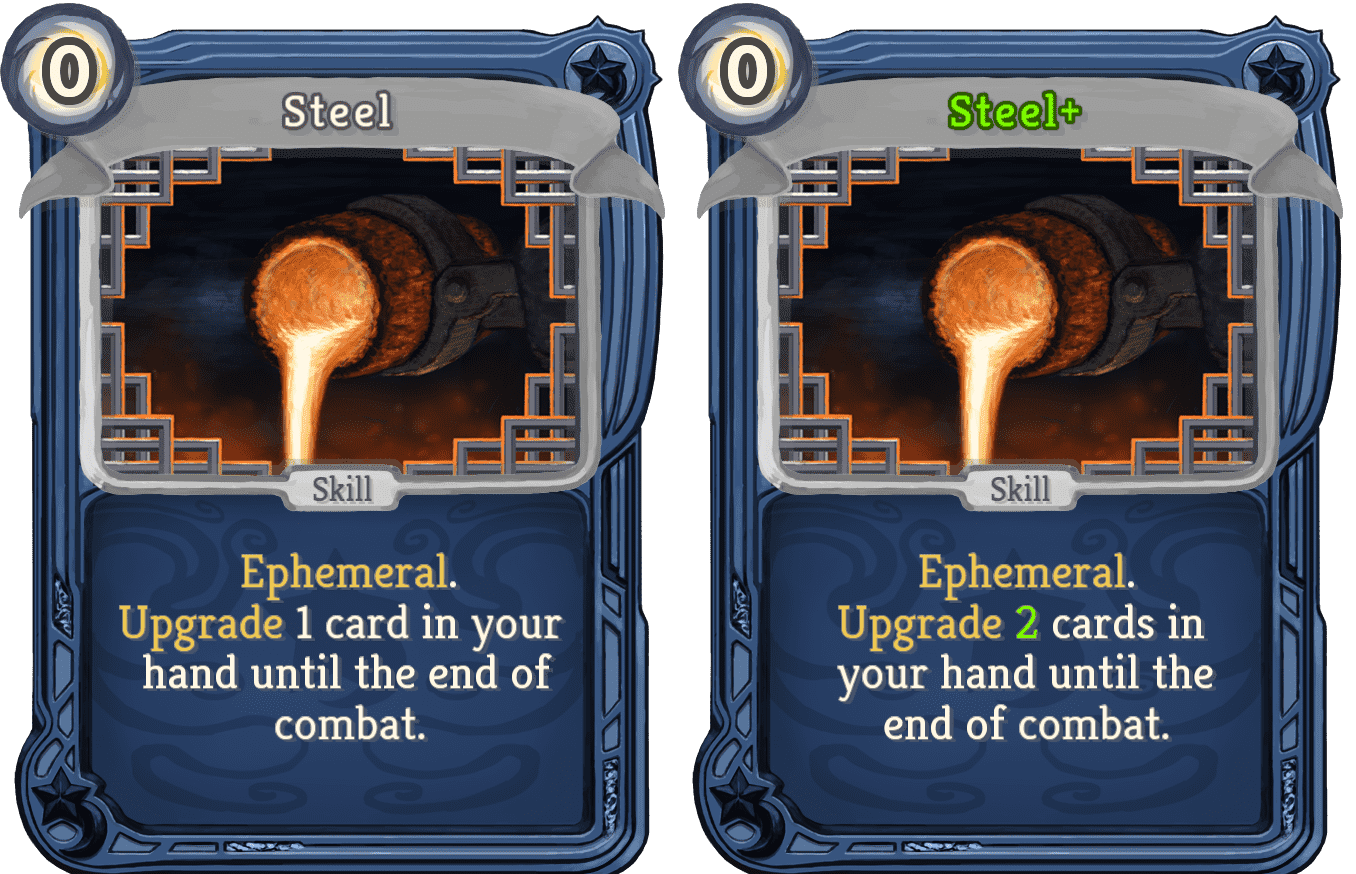 0
Steel
Skill
Ephemeral.
Upgrade 1 card in your
hand until the end of
combat.
0
Steel+
Skill
Ephemeral.
Upgrade 2 cards in
your hand until the
end of combat.